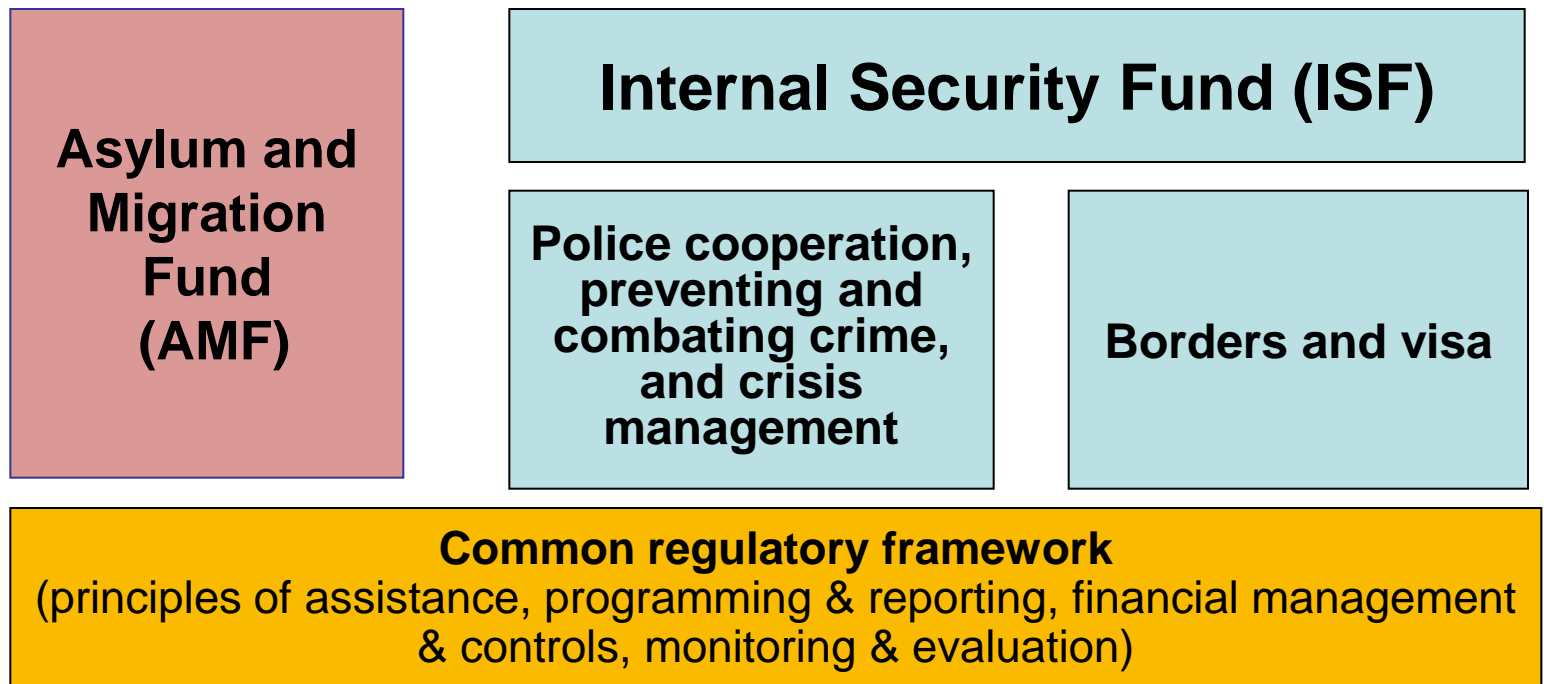 Asylum and
Migration
Fund
(AMF)
Internal Security Fund (ISF)
Police cooperation,
preventing and
combating crime,
and crisis
management
Borders and visa
Common regulatory framework
(principles of assistance, programming & reporting, financial management
& controls, monitoring & evaluation)